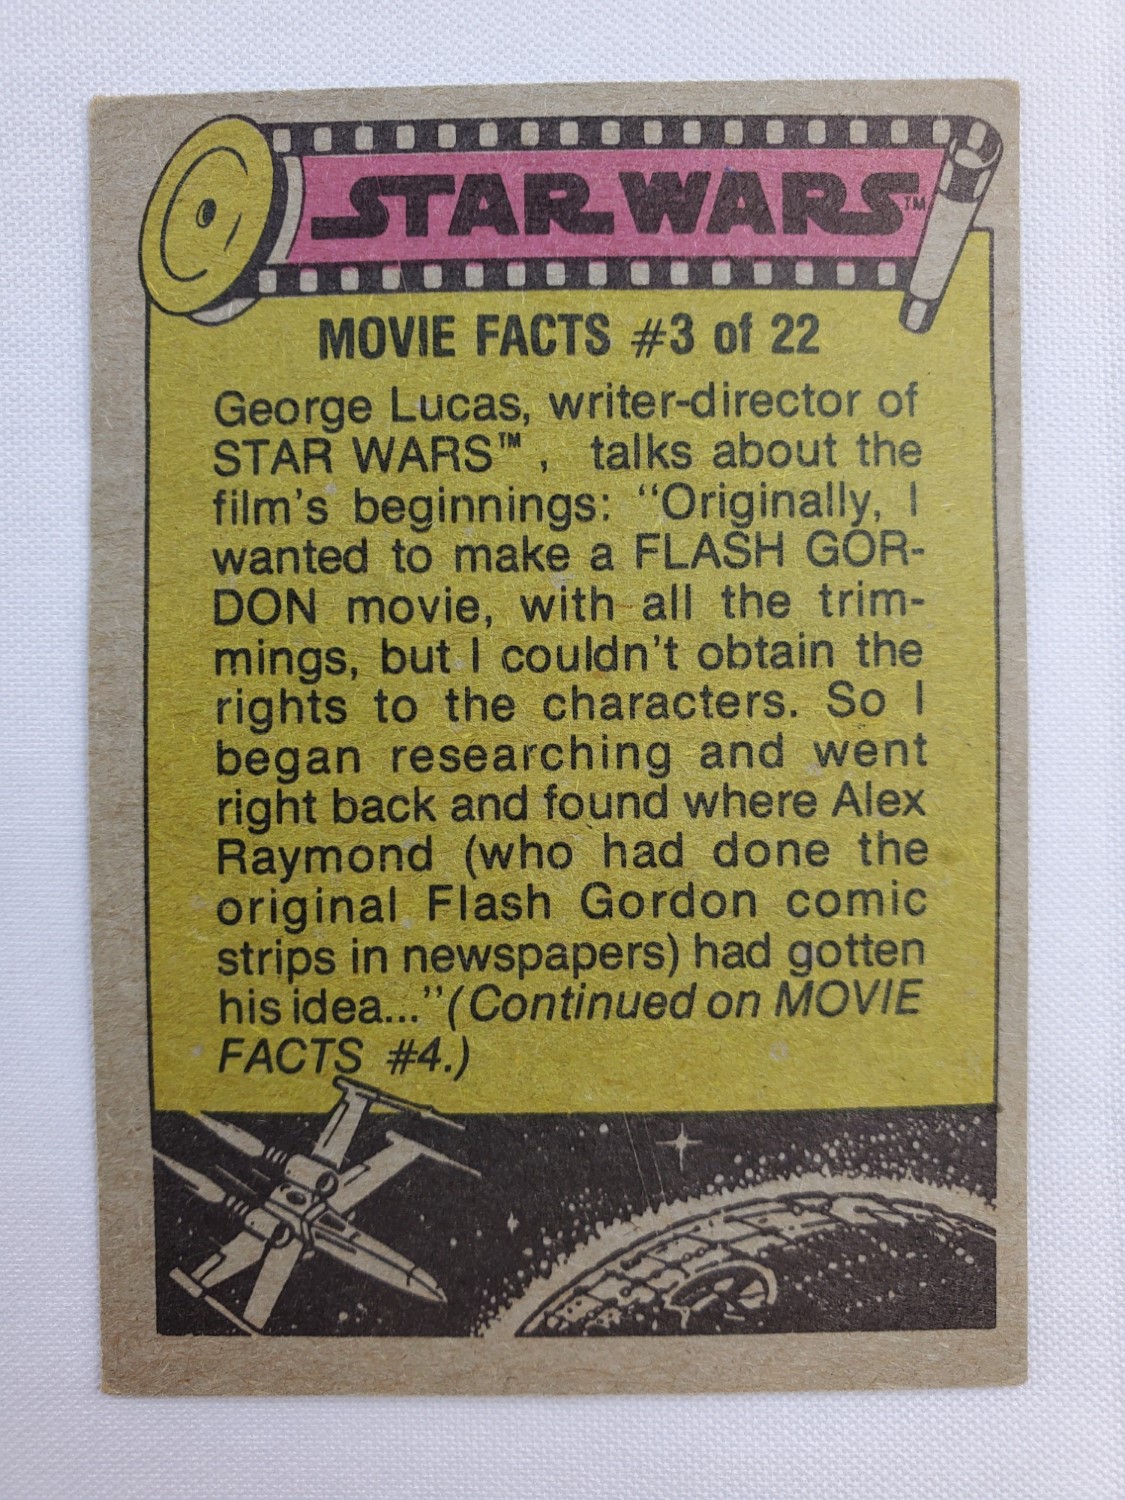 STAR WARS™
MOVIE FACTS #3 of 22
George Lucas, writer-director of
STAR WARS™, talks about the
film's beginnings: "Originally, I
wanted to make a FLASH GOR-
DON movie, with all the trim-
mings, but I couldn't obtain the
rights to the characters. So I
began researching and went
right back and found where Alex
Raymond (who had done the
original Flash Gordon comic
strips in newspapers) had gotten
his idea..." (Continued on MOVIE
FACTS #4.)